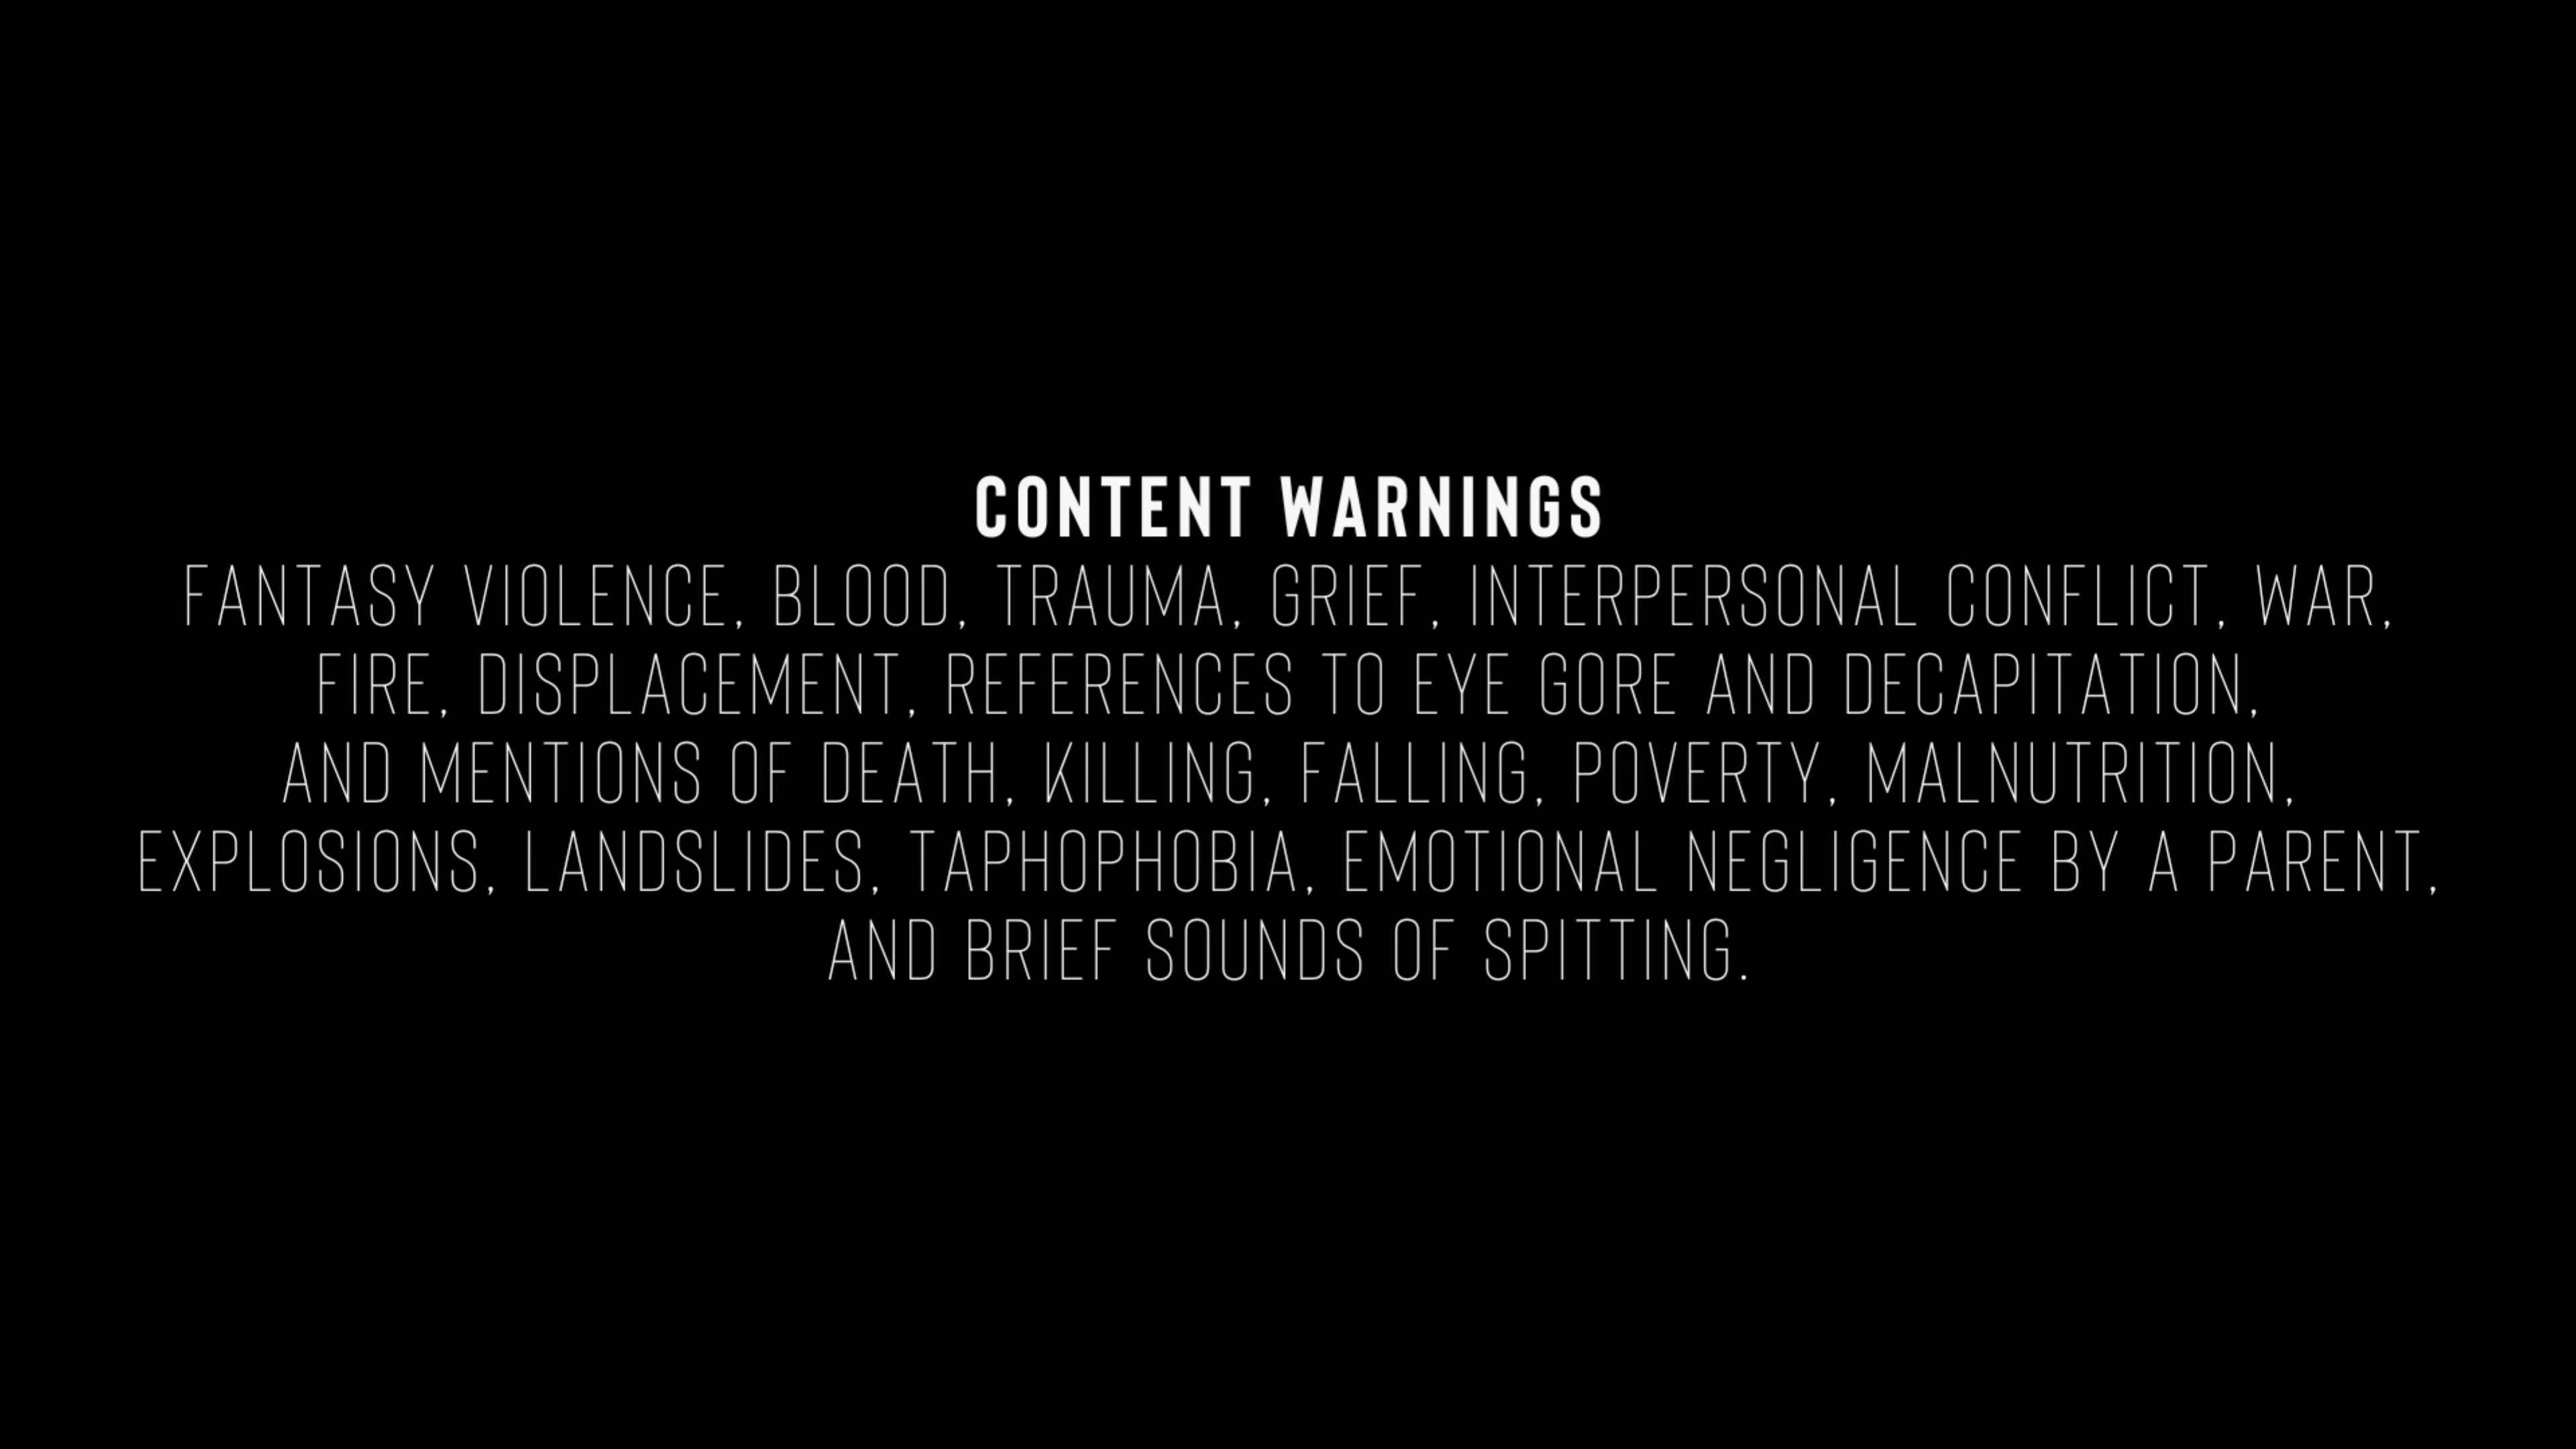 CONTENT WARNINGS
FANTASY VIOLENCE, BLOOD, TRAUMA, GRIEF, INTERPERSONAL CONFLICT, WAR,
FIRE, DISPLACEMENT, REFERENCES TO EYE GORE AND DECAPITATION,
AND MENTIONS OF DEATH, KILLING, FALLING, POVERTY, MALNUTRITION,
EXPLOSIONS, LANDSLIDES, TAPHOPHOBIA, EMOTIONAL NEGLIGENCE BY A PARENT,
AND BRIEF SOUNDS OF SPITTING.